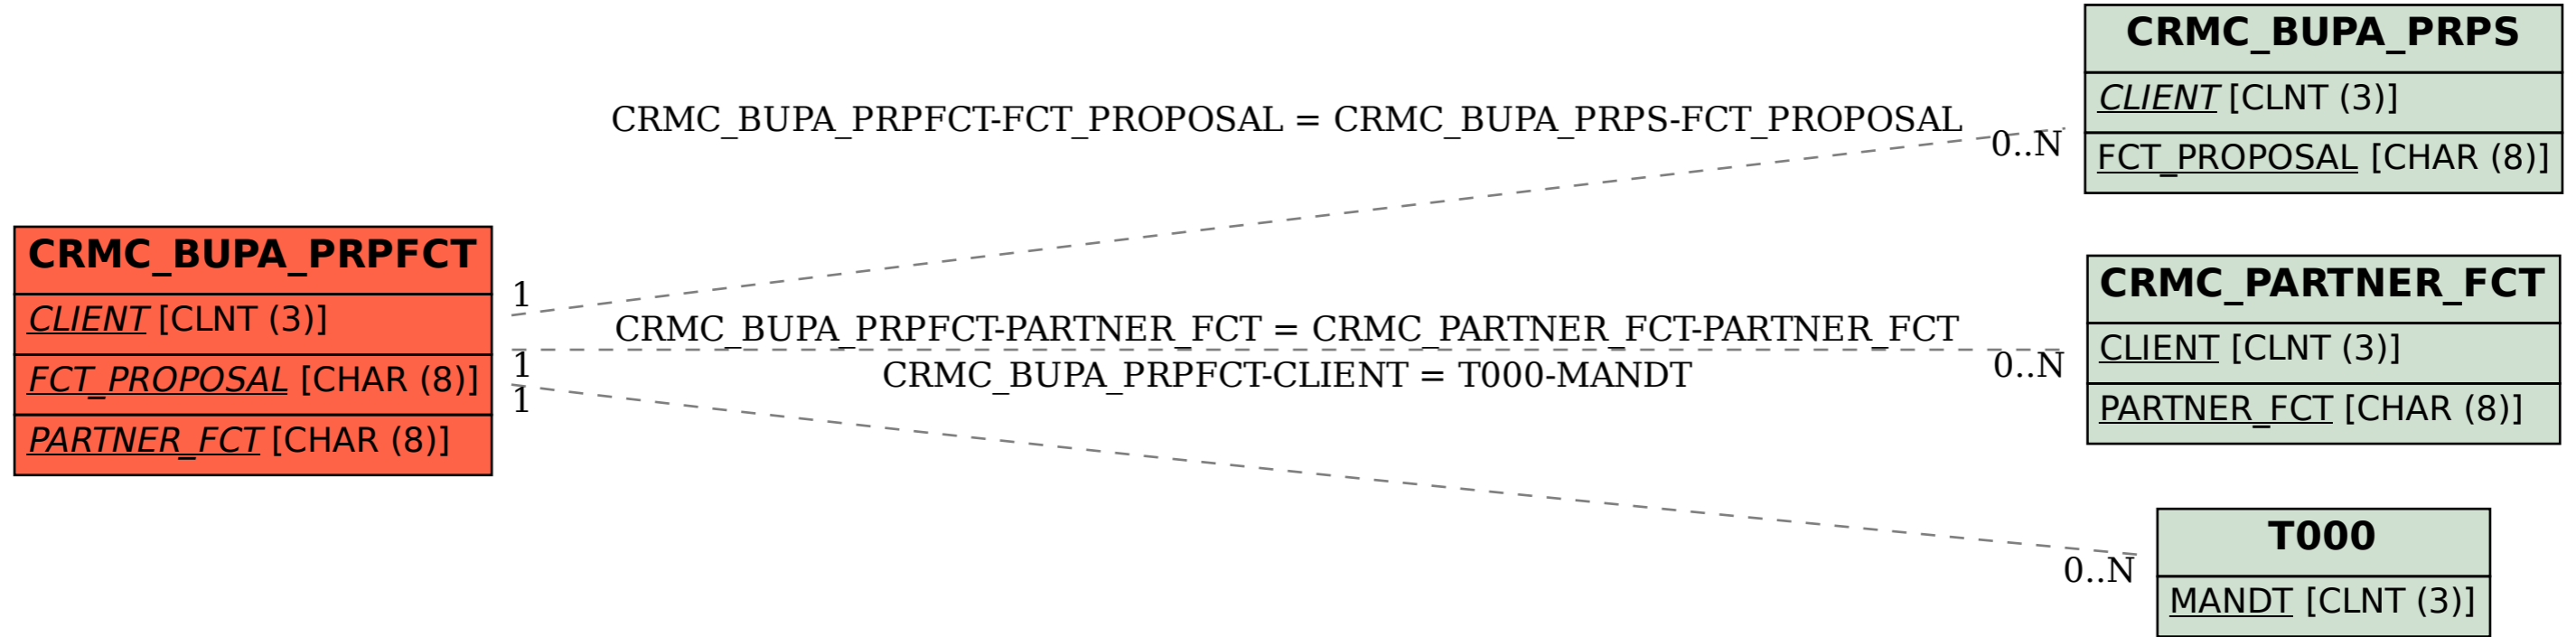 CRMC_BUPA_PRPS
CLIENT [CLNT (3)]
FCT_PROPOSAL [CHAR (8)]
CRMC_BUPA_PRPFCT-FCT_PROPOSAL = CRMC_BUPA_PRPS-FCT_PROPOSAL
0..N
CRMC_BUPA_PRPFCT
CLIENT [CLNT (3)]
FCT_PROPOSAL [CHAR (8)]
PARTNER_FCT [CHAR (8)]
1
CRMC_BUPA_PRPFCT-PARTNER_FCT = CRMC_PARTNER_FCT-PARTNER_FCT
1
0..N
CRMC_BUPA_PRPFCT-CLIENT = T000-MANDT
1
CRMC_PARTNER_FCT
CLIENT [CLNT (3)]
PARTNER_FCT [CHAR (8)]
0..N
T000
MANDT [CLNT (3)]